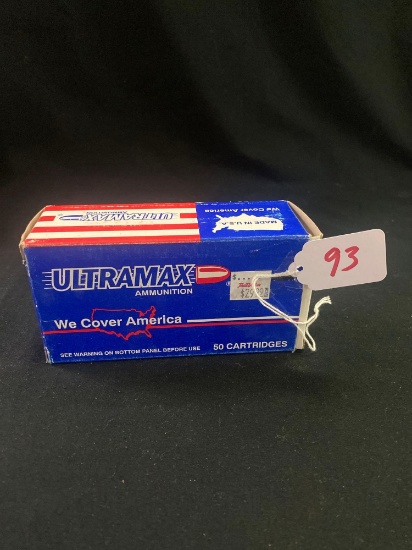 ULTRAMAX
AMMUNITION
We Cover America
MADE IN U.S.A.
ULTRAMAX
AMMUNITION
We Cover America
SEE WARNING ON BOTTOM PANEL BEFORE USE
50 CARTRIDGES
93